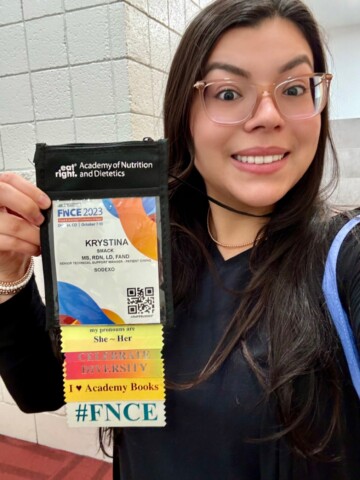 eat®
right.
Academy of Nutrition
and Dietetics
FNCE 2023
KRYSTINA
SHACK
MS, RDN, LD, FAND
SODEXO
my pronouns are
She ~ Her
CELEBRATE
DIVERSITY
I ♥ Academy Books
#FNCE